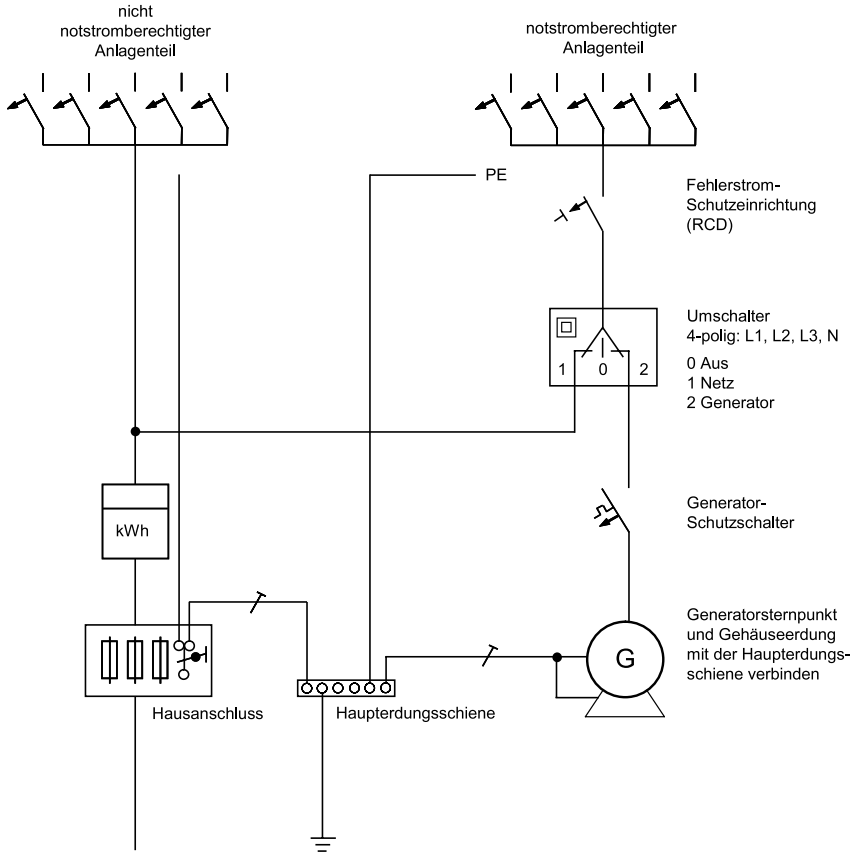 nicht
notstromberechtigter
Anlagenteil
notstromberechtigter
Anlagenteil
PE
Fehlerstrom-
Schutzeinrichtung
(RCD)
Umschalter
4-polig: L1, L2, L3, N
0 Aus
1 Netz
2 Generator
1 0 2
kWh
Generator-
Schutzschalter
Generatorsternpunkt
und Gehäuseerdung
mit der Haupterdungs-
schiene verbinden
G
Hausanschluss
Haupterdungsschiene